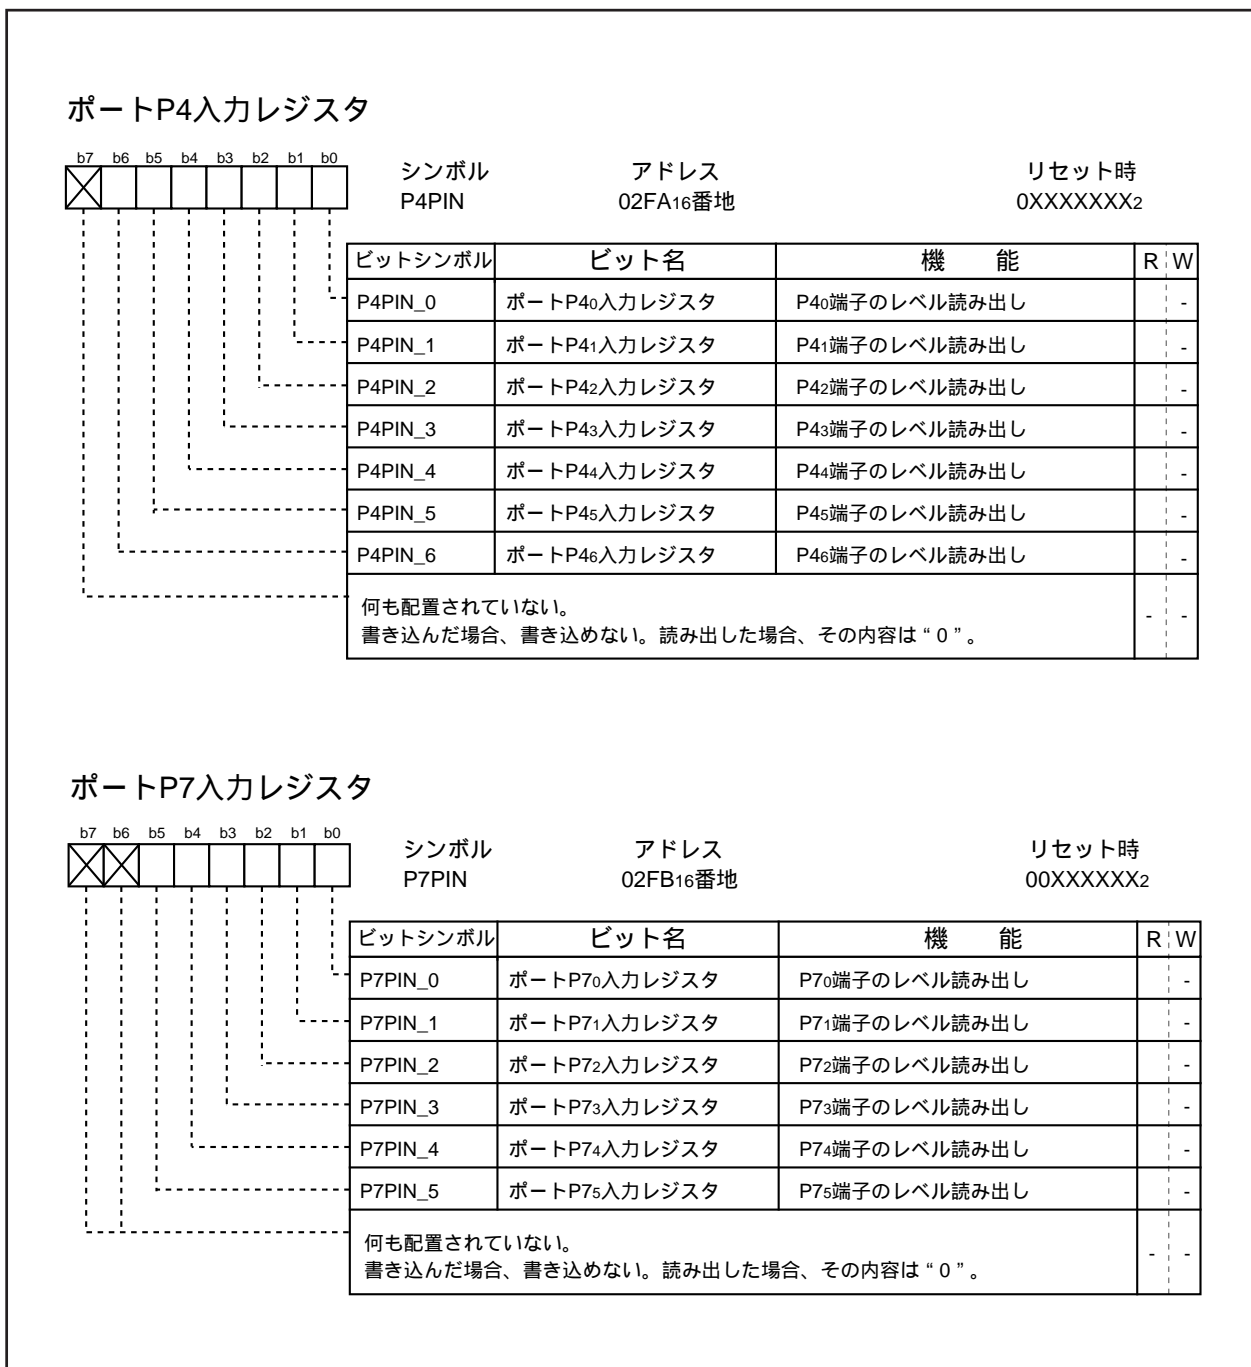 ポートP4入力レジスタ
b7 b6 b5 b4 b3 b2 b1 b0
シンボル アドレス リセット時
P4PIN 02FA16番地 0XXXXXXX2
ビットシンボル ビット名 機 能 R W
P4PIN_0 ポートP40入力レジスタ P40端子のレベル読み出し -
P4PIN_1 ポートP41入力レジスタ P41端子のレベル読み出し -
P4PIN_2 ポートP42入力レジスタ P42端子のレベル読み出し -
P4PIN_3 ポートP43入力レジスタ P43端子のレベル読み出し -
P4PIN_4 ポートP44入力レジスタ P44端子のレベル読み出し -
P4PIN_5 ポートP45入力レジスタ P45端子のレベル読み出し -
P4PIN_6 ポートP46入力レジスタ P46端子のレベル読み出し -
何も配置されていない。
書き込んだ場合、書き込めない。読み出した場合、その内容は“0”。 - -
ポートP7入力レジスタ
b7 b6 b5 b4 b3 b2 b1 b0
シンボル アドレス リセット時
P7PIN 02FB16番地 00XXXXXX2
ビットシンボル ビット名 機 能 R W
P7PIN_0 ポートP70入力レジスタ P70端子のレベル読み出し -
P7PIN_1 ポートP71入力レジスタ P71端子のレベル読み出し -
P7PIN_2 ポートP72入力レジスタ P72端子のレベル読み出し -
P7PIN_3 ポートP73入力レジスタ P73端子のレベル読み出し -
P7PIN_4 ポートP74入力レジスタ P74端子のレベル読み出し -
P7PIN_5 ポートP75入力レジスタ P75端子のレベル読み出し -
何も配置されていない。
書き込んだ場合、書き込めない。読み出した場合、その内容は“0”。 - -